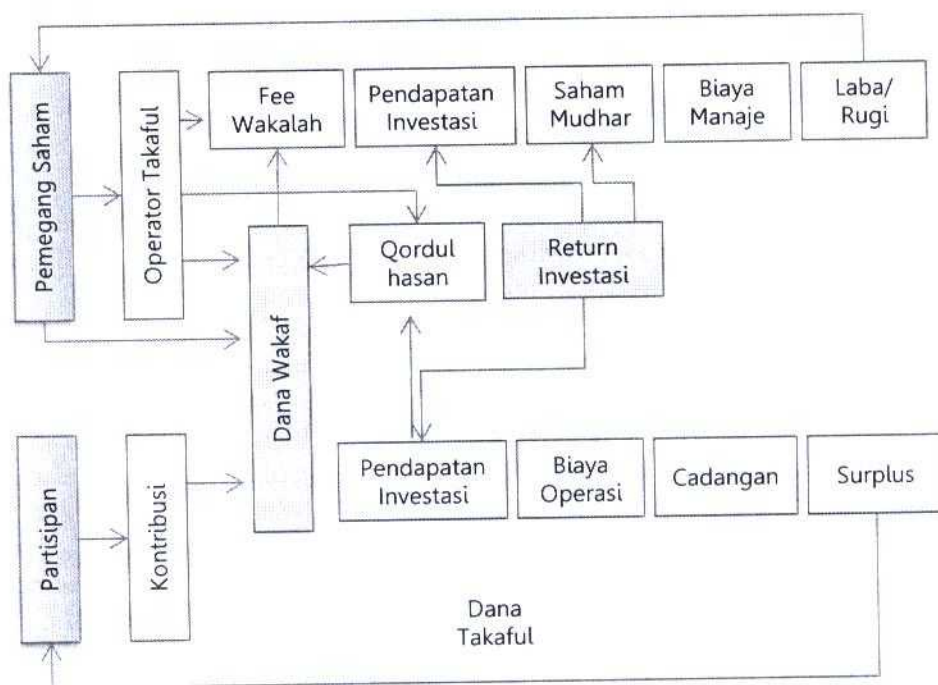 Pemegang Saham
Operator Takaful
Fee
Wakalah
Pendapatan
Investasi
Saham
Mudhar
Biaya
Manaje
Laba/
Rugi
Dana Wakaf
Qordul
hasan
Return
Investasi
Partisipan
Kontribusi
Pendapatan
Investasi
Biaya
Operasi
Cadangan
Surplus
Dana
Takaful